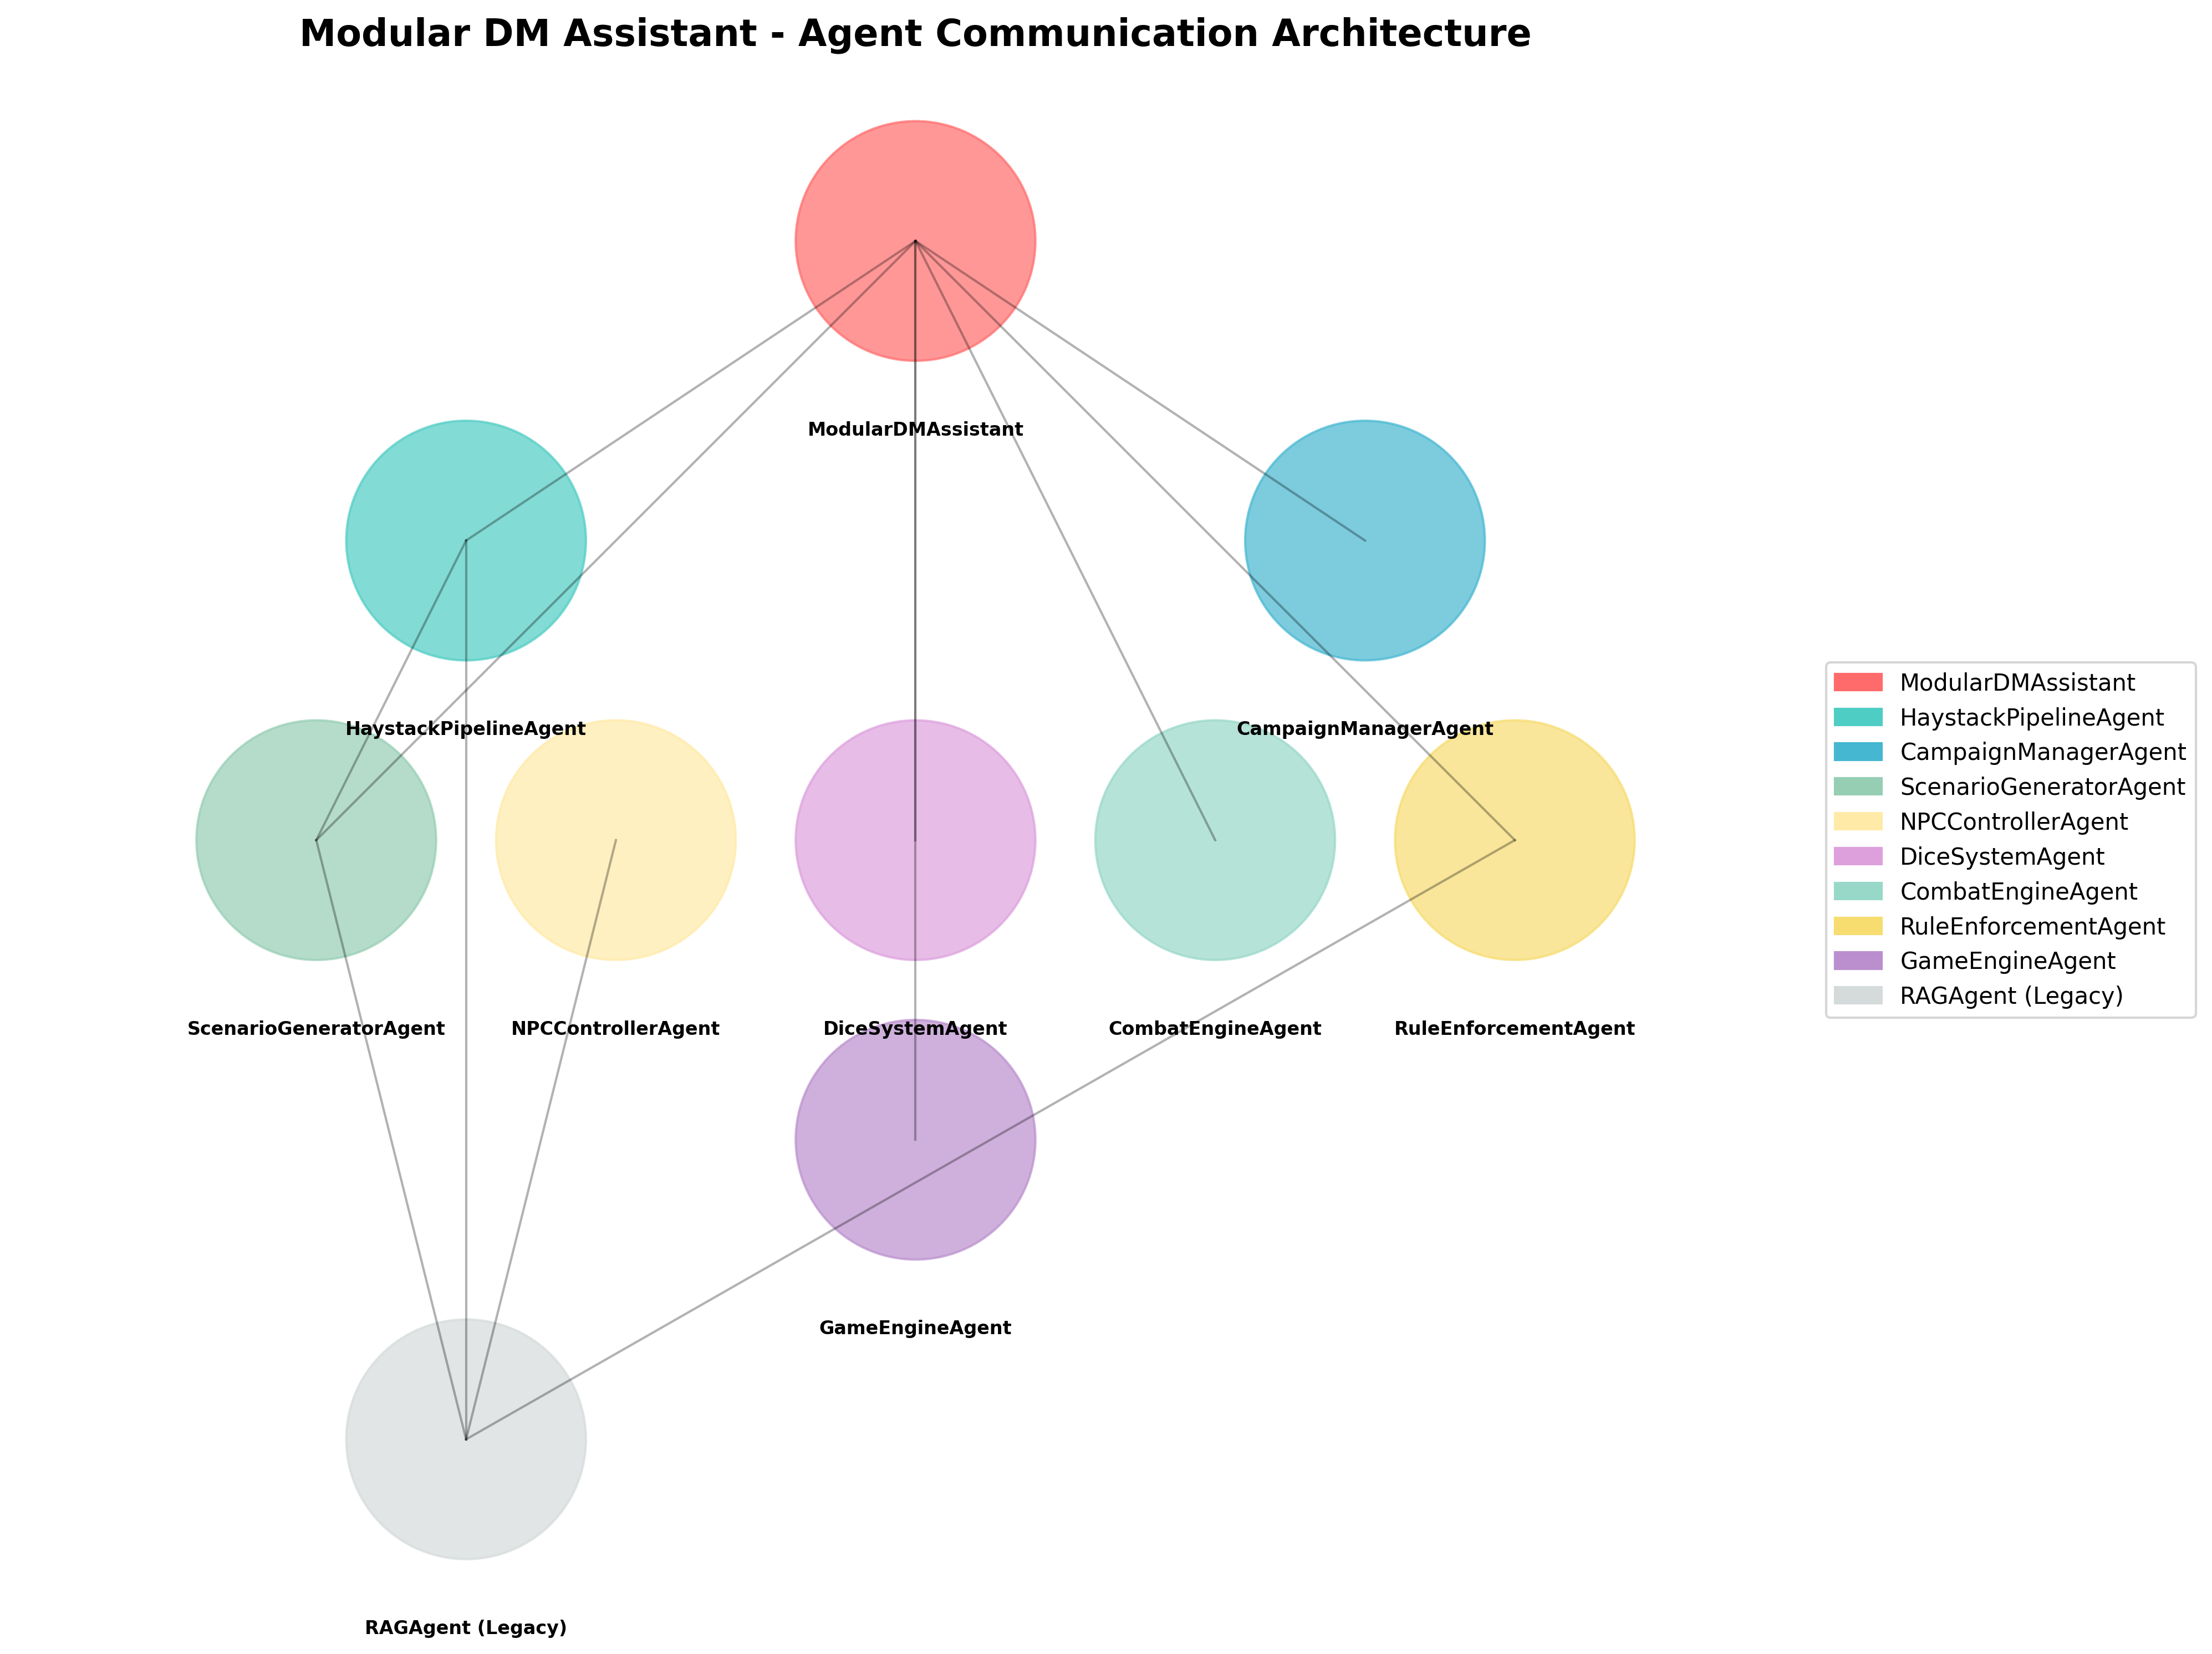 Modular DM Assistant - Agent Communication Architecture
ModularDMAssistant
HaystackPipelineAgent
CampaignManagerAgent
ScenarioGeneratorAgent
NPCControllerAgent
DiceSystemAgent
CombatEngineAgent
RuleEnforcementAgent
GameEngineAgent
RAGAgent (Legacy)
ModularDMAssistant
HaystackPipelineAgent
CampaignManagerAgent
ScenarioGeneratorAgent
NPCControllerAgent
DiceSystemAgent
CombatEngineAgent
RuleEnforcementAgent
GameEngineAgent
RAGAgent (Legacy)